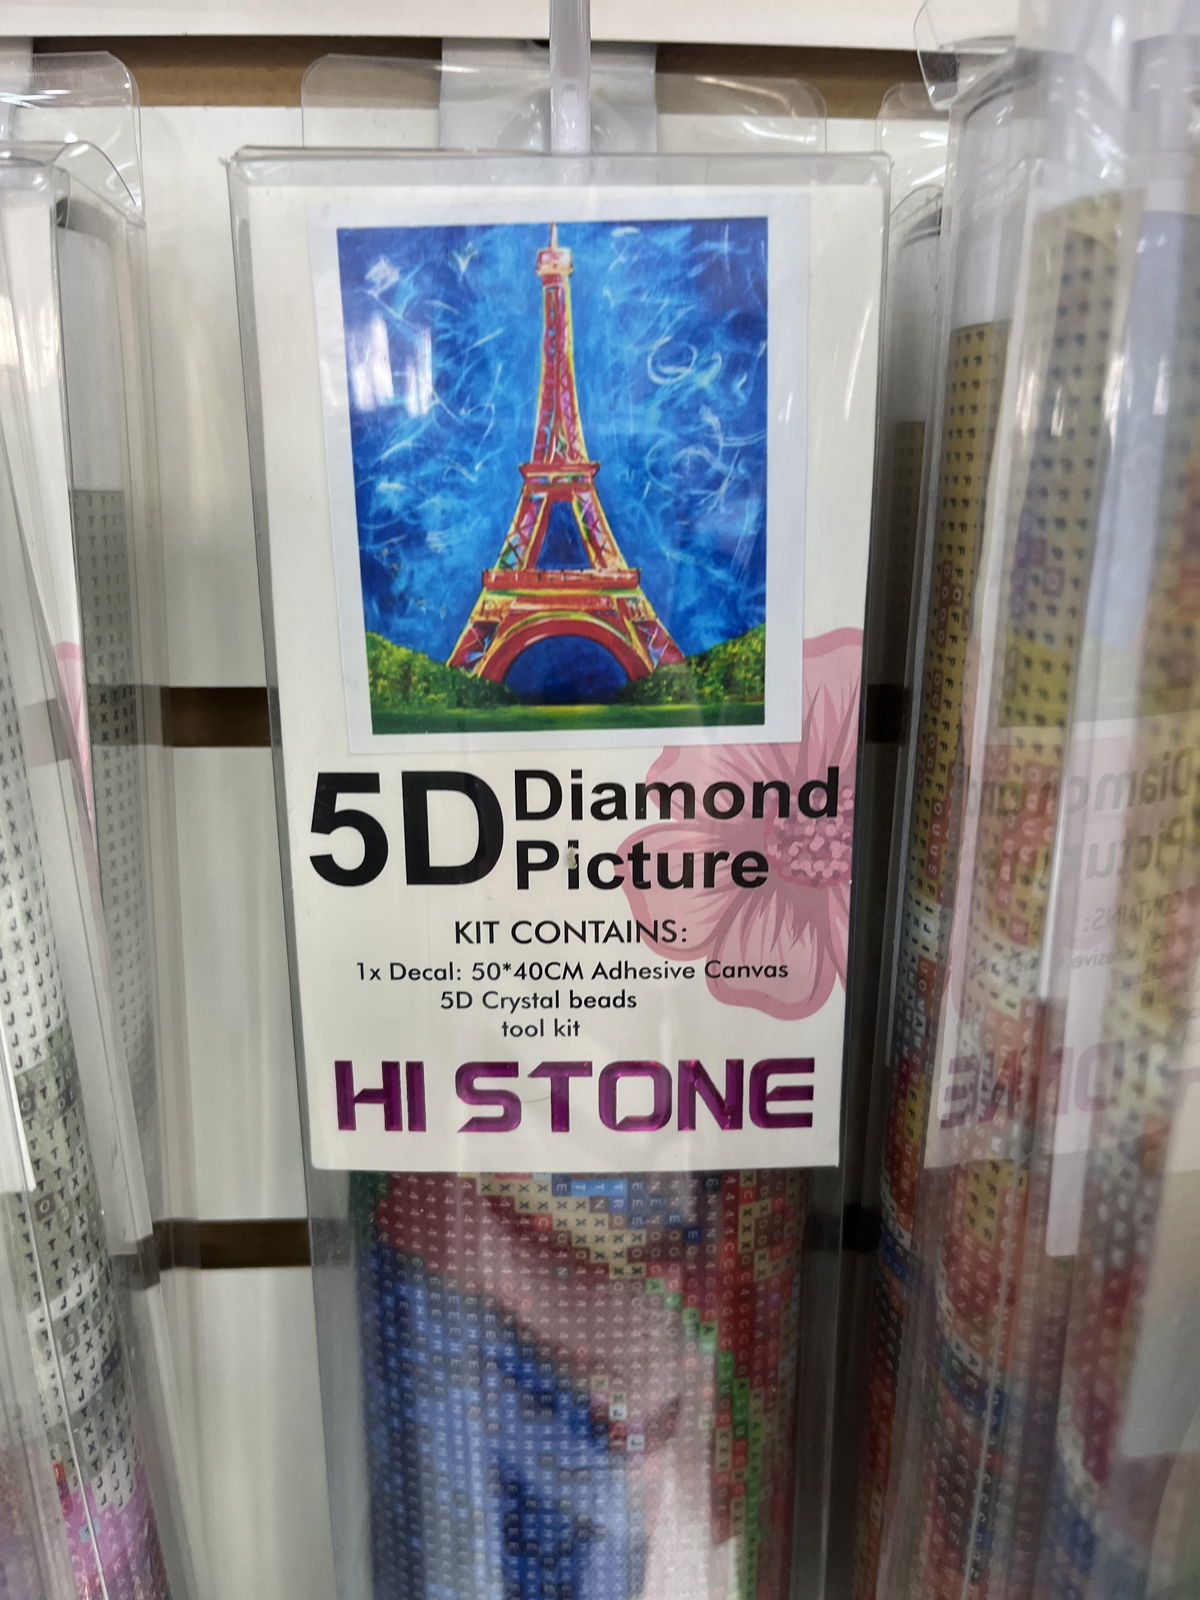 5D Diamond
Picture
KIT CONTAINS:
1x Decal: 50*40CM Adhesive Canvas
5D Crystal beads
tool kit
HI STONE